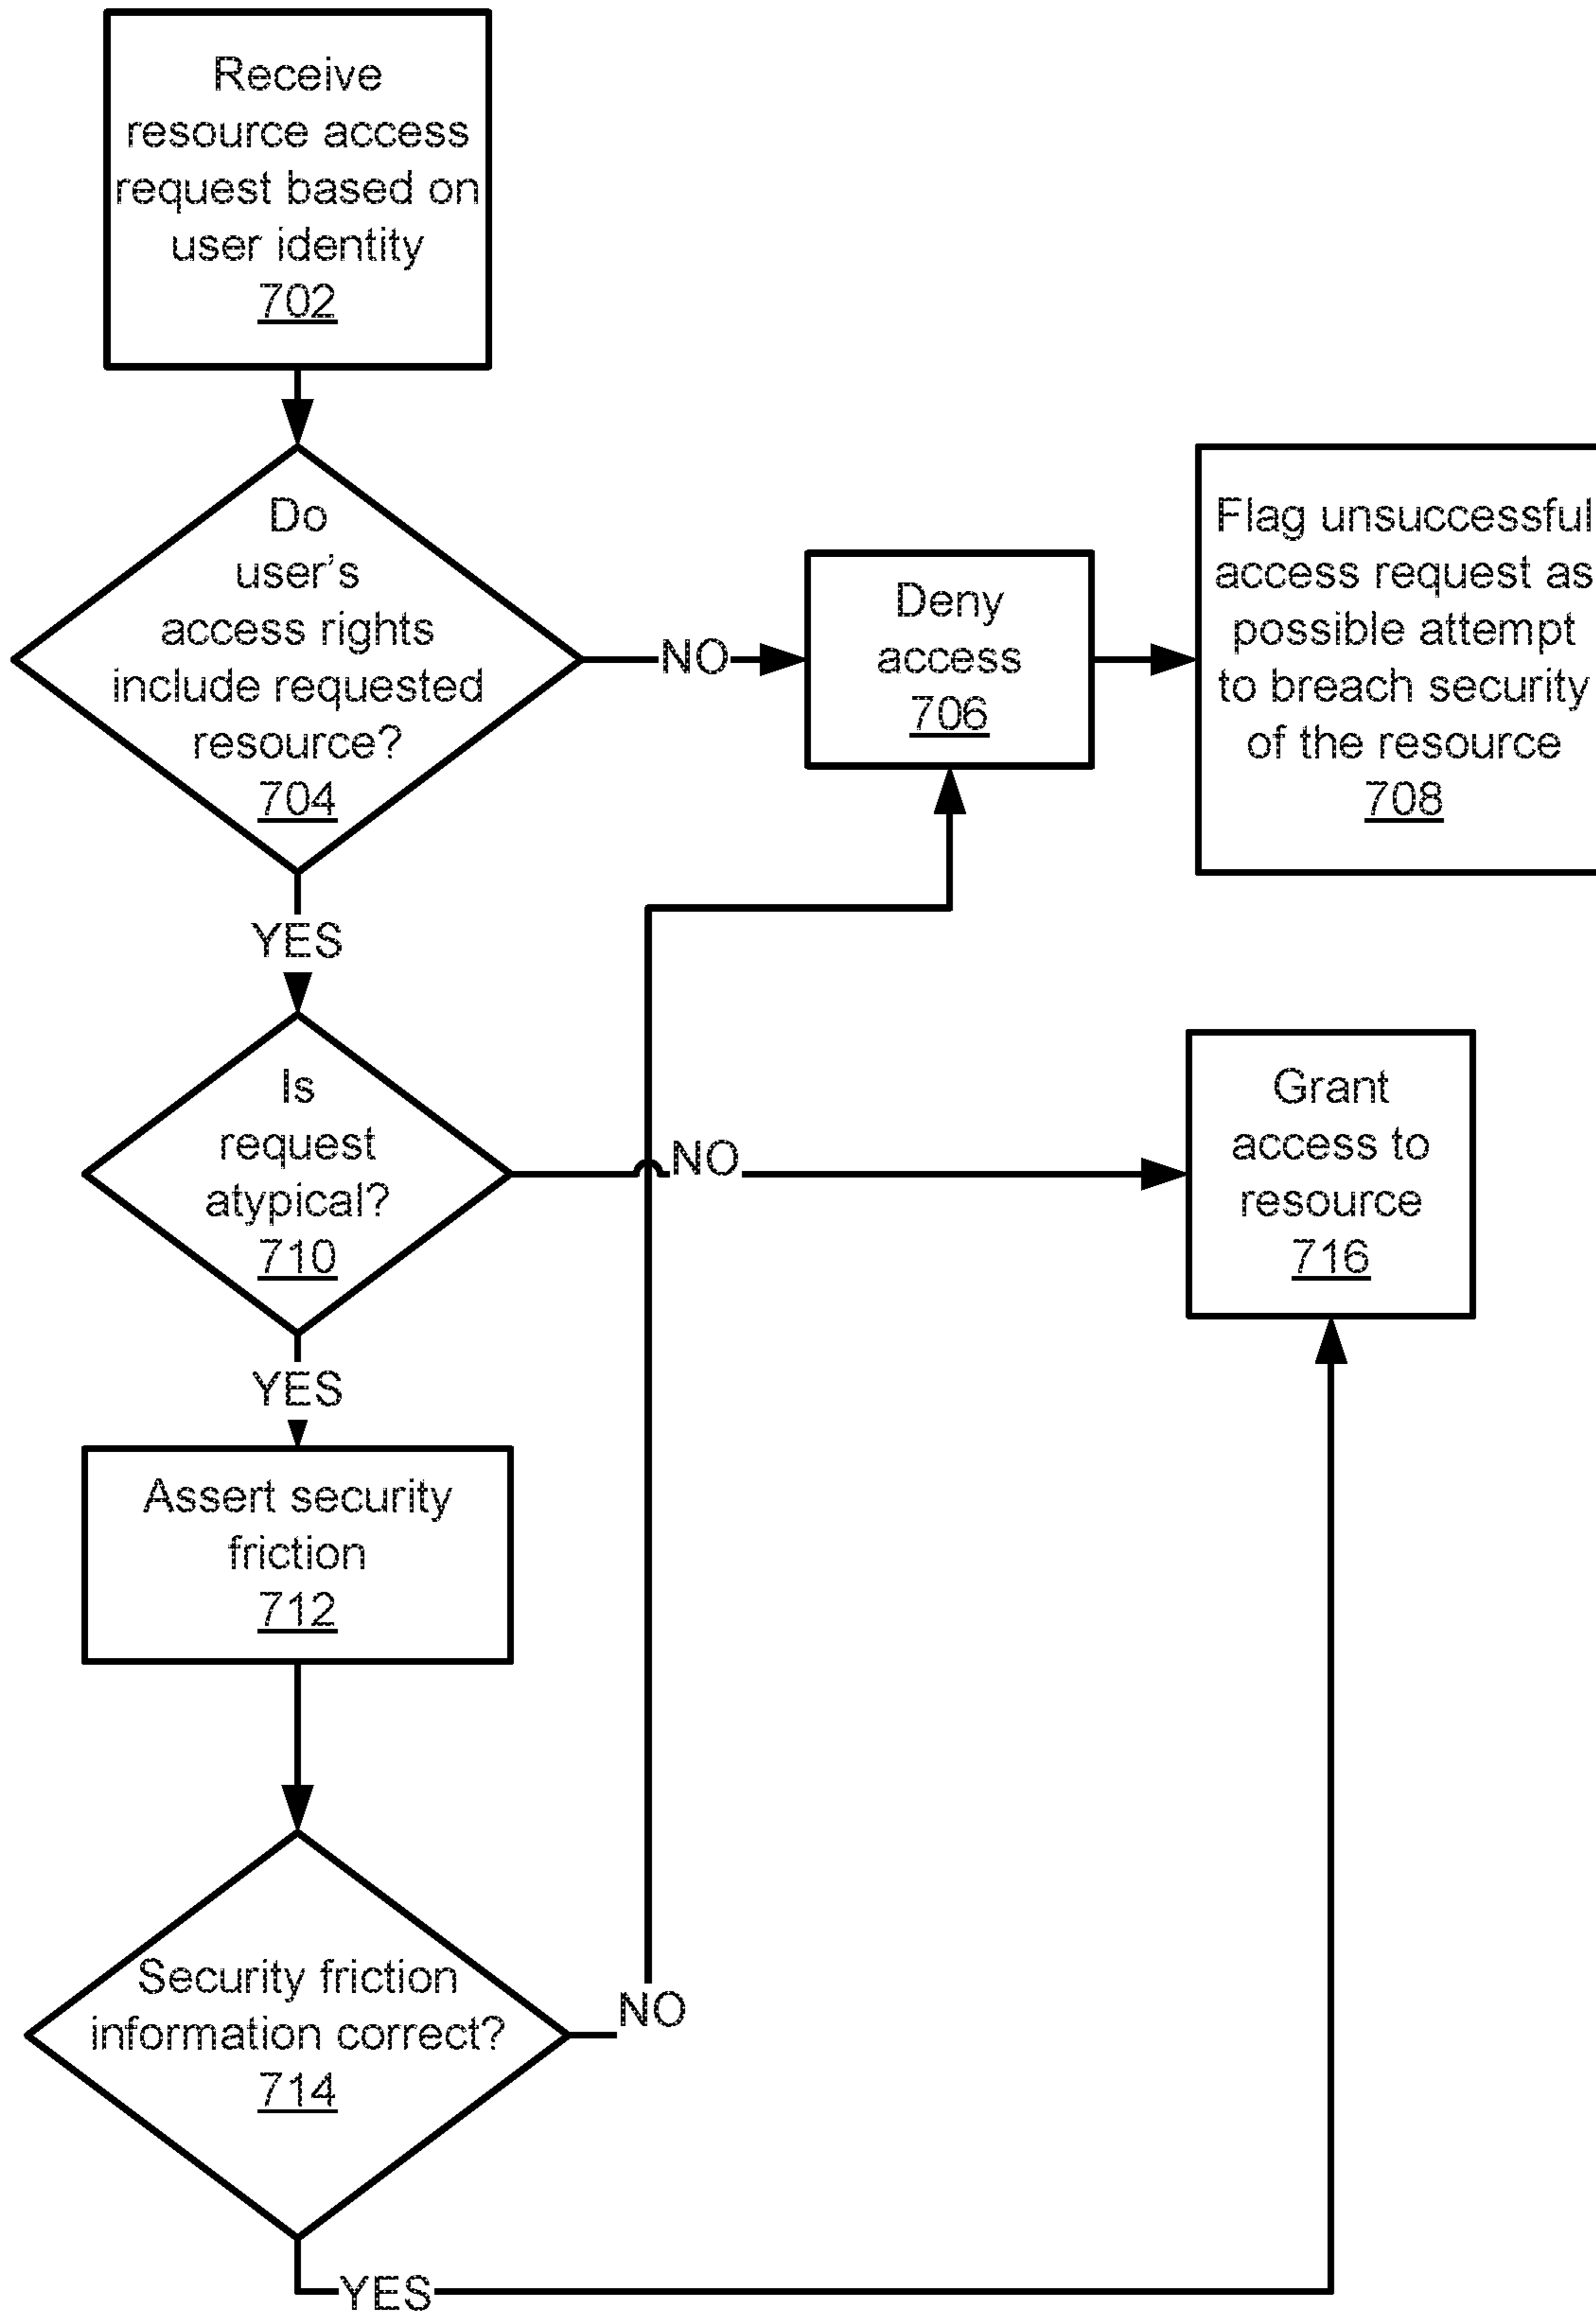 Receive
resource access
request based on
user identity
702
Do
user's
access rights
include requested
resource?
704
NO
Deny
access
706
Flag unsuccessful
access request as
possible attempt
to breach security
of the resource
708
YES
Is
request
atypical?
710
NO
Grant
access to
resource
716
YES
Assert security
friction
712
Security friction
information correct?
714
NO
YES